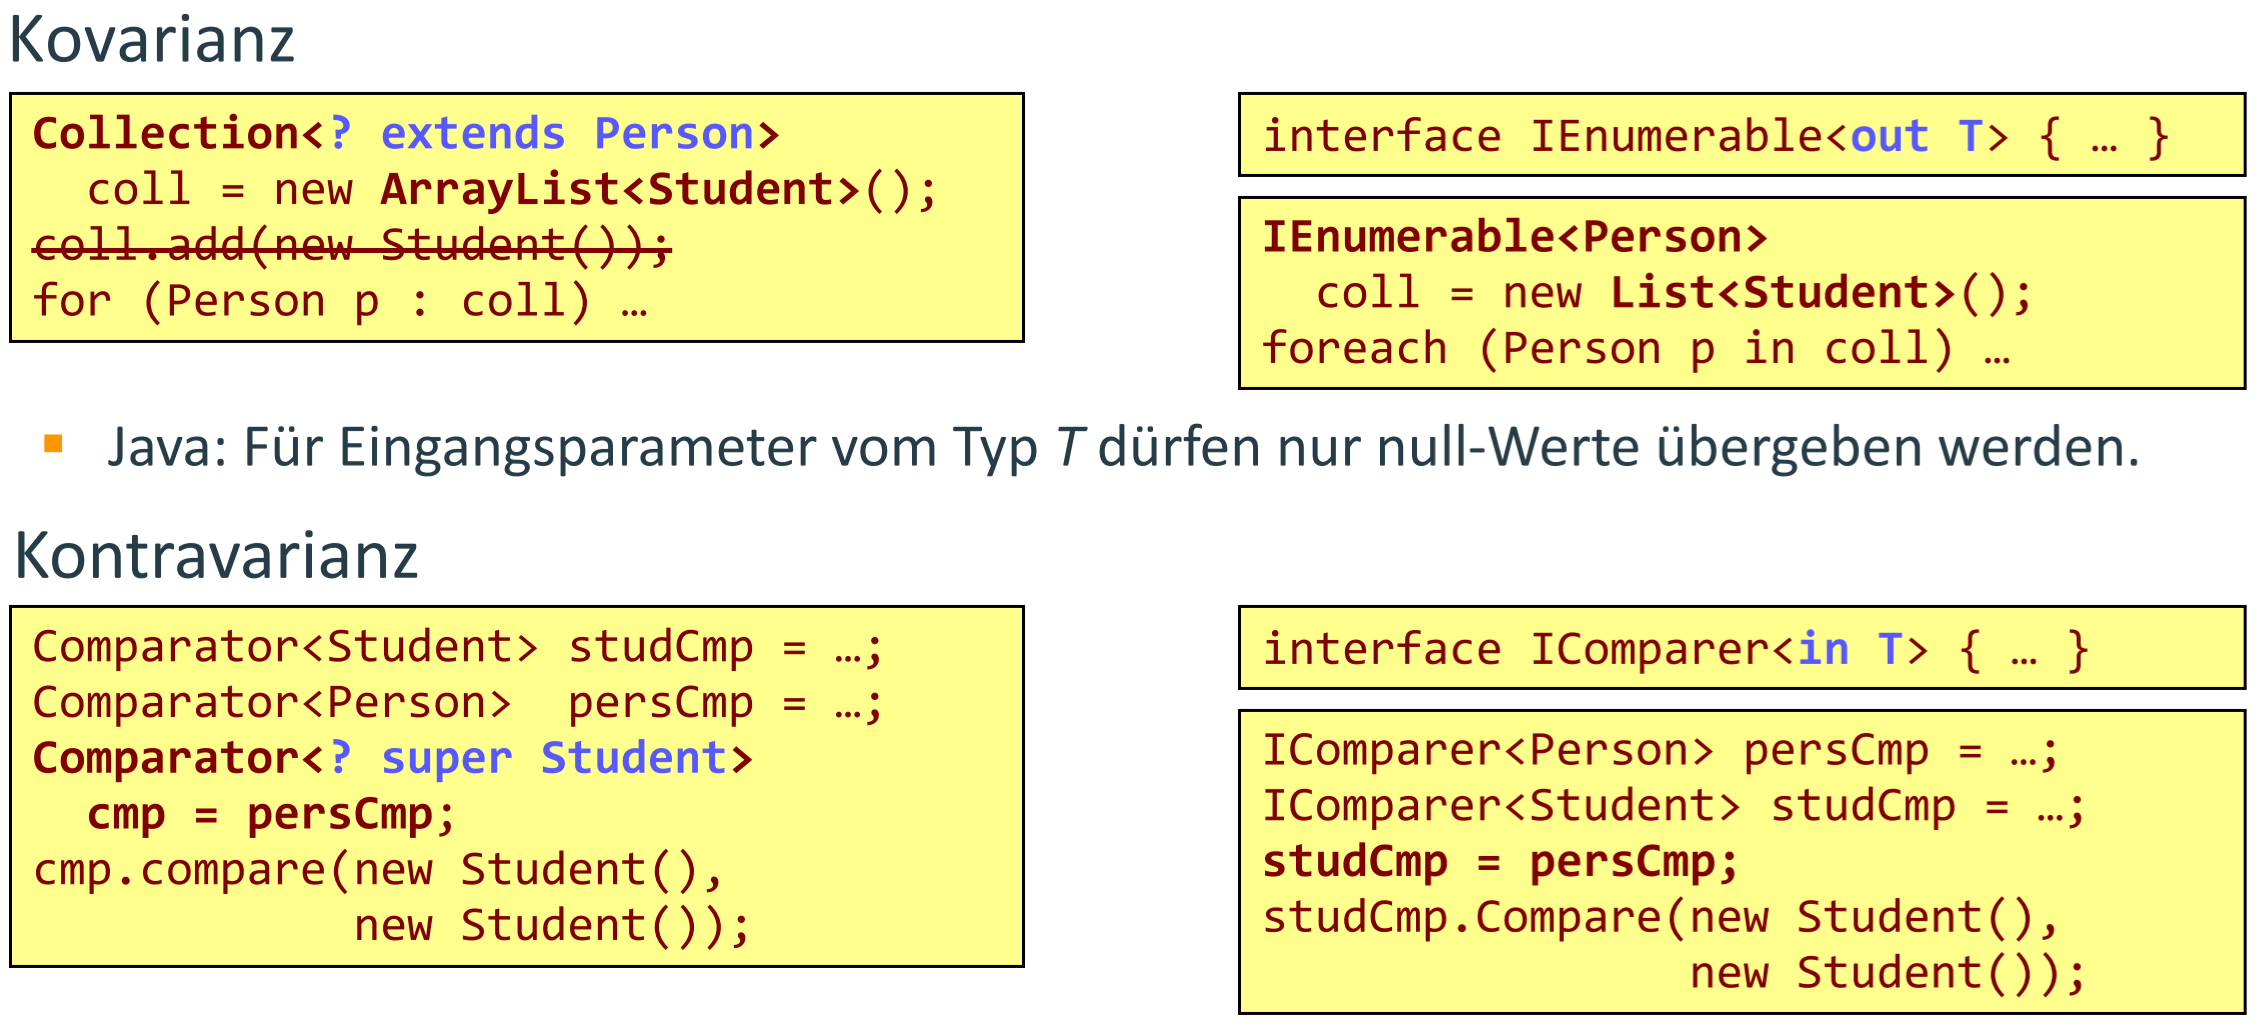 Kovarianz
Collection<? extends Person>
  coll = new ArrayList<Student>();
coll.add(new Student());
for (Person p : coll) …
interface IEnumerable<out T> { … }
IEnumerable<Person>
  coll = new List<Student>();
foreach (Person p in coll) …
▪ Java: Für Eingangsparameter vom Typ T dürfen nur null-Werte übergeben werden.
Kontravarianz
Comparator<Student> studCmp = …;
Comparator<Person>  persCmp = …;
Comparator<? super Student>
  cmp = persCmp;
cmp.compare(new Student(),
            new Student());
interface IComparer<in T> { … }
IComparer<Person> persCmp = …;
IComparer<Student> studCmp = …;
studCmp = persCmp;
studCmp.Compare(new Student(),
                new Student());